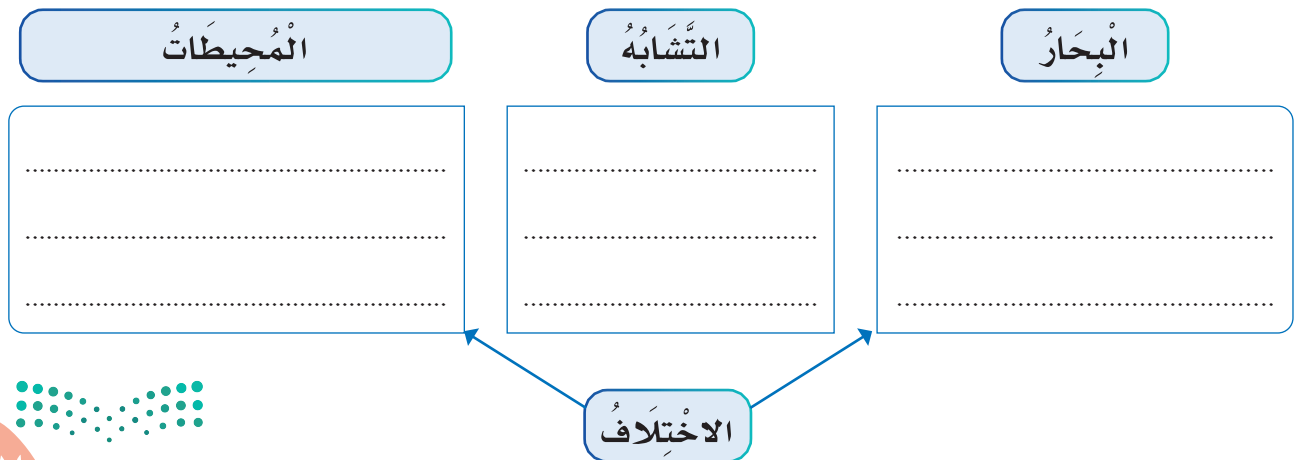 الْبِحَارُ
التَّشَابُهُ
الْمُحِيطَاتُ
الاخْتِلَافُ